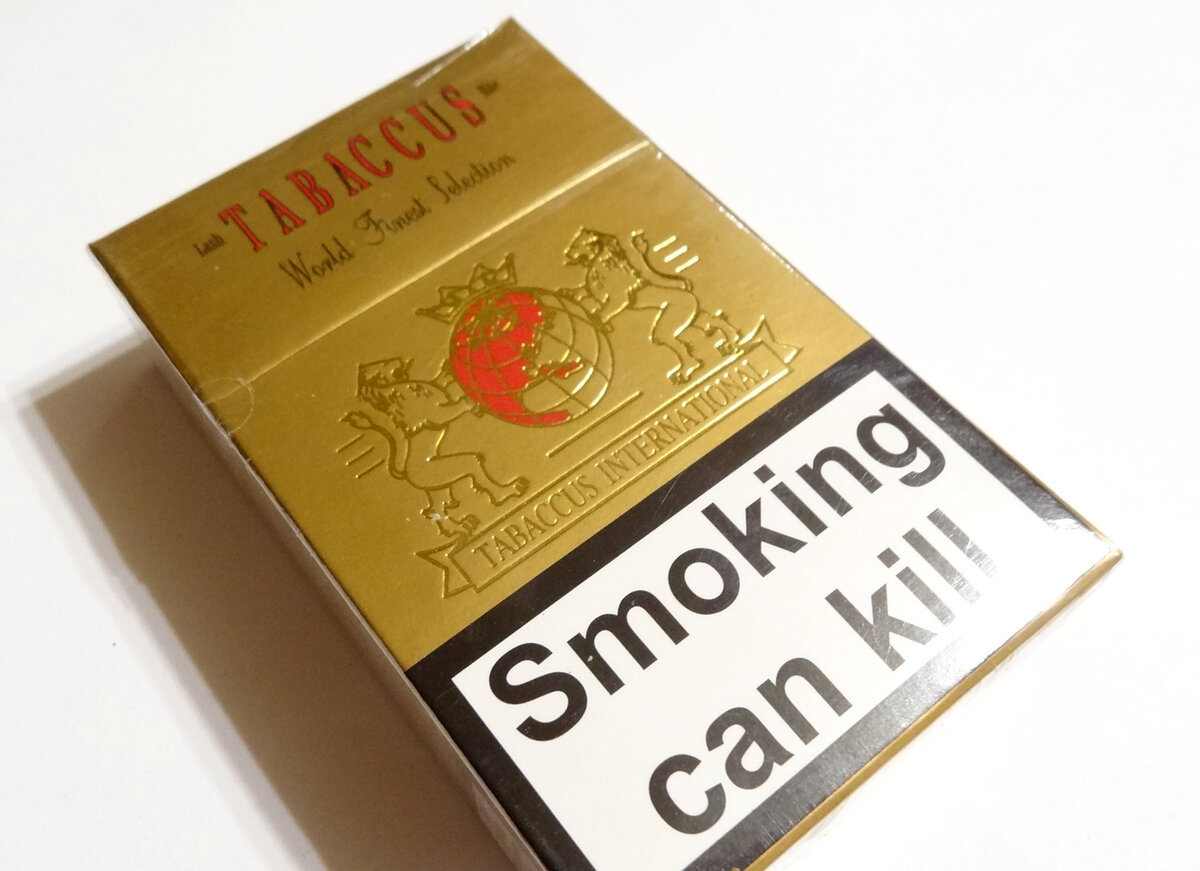 TABACCUS
World Finest Selection
TABACCUS INTERNATIONAL
Smoking
can kill